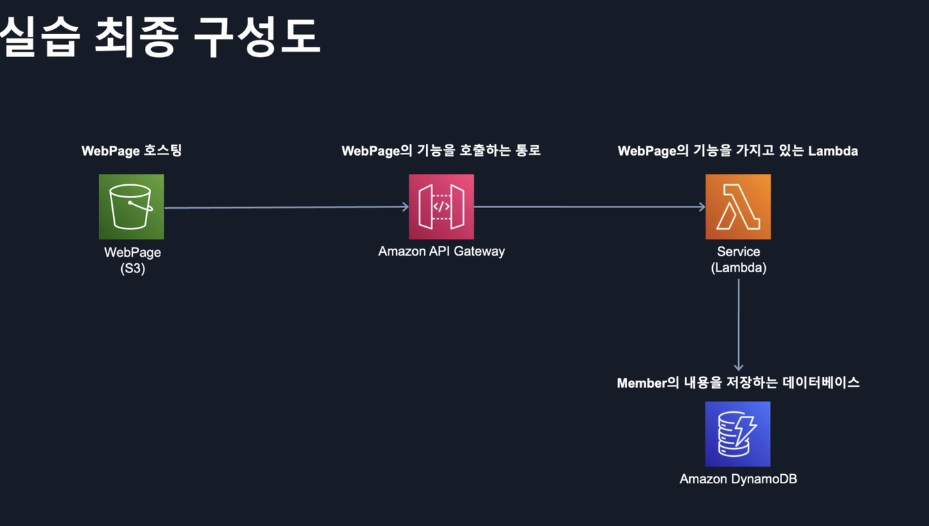 실습 최종 구성도
WebPage 호스팅
WebPage의 기능을 호출하는 통로
WebPage의 기능을 가지고 있는 Lambda
WebPage
(S3)
Amazon API Gateway
Service
(Lambda)
Member의 내용을 저장하는 데이터베이스
Amazon DynamoDB